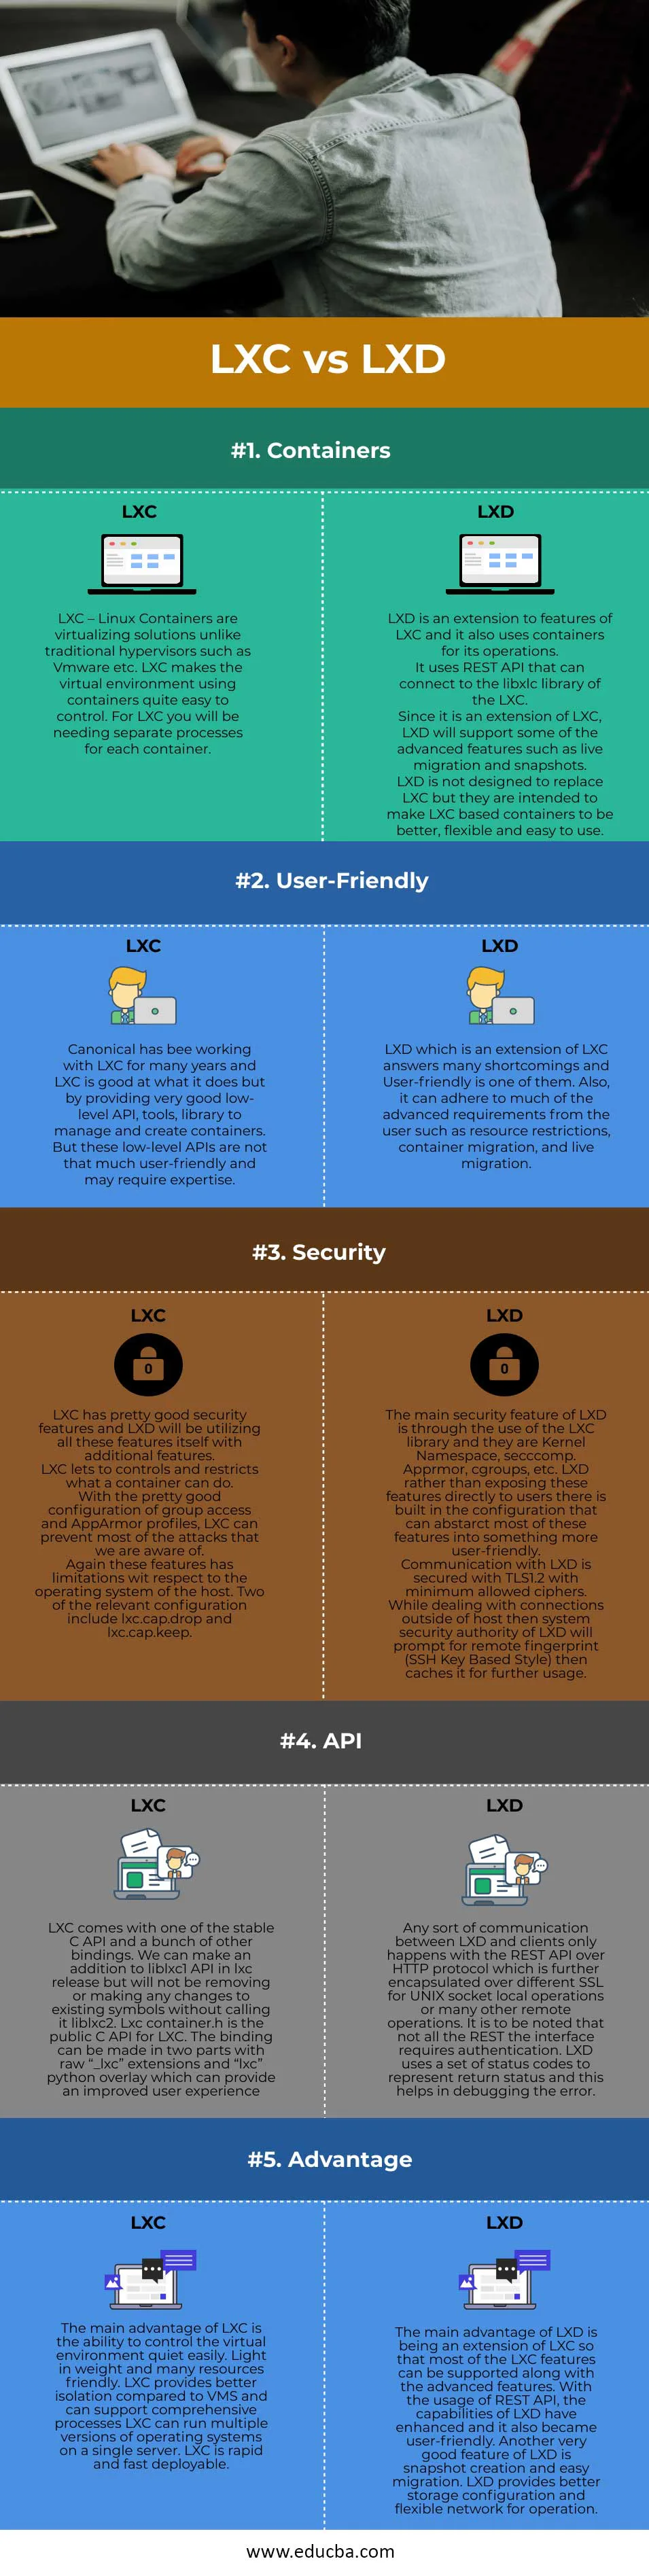 LXC vs LXD
#1. Containers
LXC
LXC – Linux Containers are
virtualizing solutions unlike
traditional hypervisors such as
Vmware etc. LXC makes the
virtual environment using
containers quite easy to
control. For LXC you will be
needing separate processes
for each container.
LXD
LXD is an extension to features of
LXC and it also uses containers
for its operations.
It uses REST API that can
connect to the libxlc library of
the LXC.
Since it is an extension of LXC,
LXD will support some of the
advanced features such as live
migration and snapshots.
LXD is not designed to replace
LXC but they are intended to
make LXC based containers to be
better, flexible and easy to use.
#2. User-Friendly
LXC
Canonical has bee working
with LXC for many years and
LXC is good at what it does but
by providing very good low-
level API, tools, library to
manage and create containers.
But these low-level APIs are not
that much user-friendly and
may require expertise.
LXD
LXD which is an extension of LXC
answers many shortcomings and
User-friendly is one of them. Also,
it can adhere to much of the
advanced requirements from the
user such as resource restrictions,
container migration, and live
migration.
#3. Security
LXC
0
LXC has pretty good security
features and LXD will be utilizing
all these features itself with
additional features.
LXC lets to controls and restricts
what a container can do.
With the pretty good
configuration of group access
and AppArmor profiles, LXC can
prevent most of the attacks that
we are aware of.
Again these features has
limitations wit respect to the
operating system of the host. Two
of the relevant configuration
include lxc.cap.drop and
lxc.cap.keep.
LXD
0
The main security feature of LXD
is through the use of the LXC
library and they are Kernel
Namespace, secccomp.
Apprmor, cgroups, etc. LXD
rather than exposing these
features directly to users there is
built in the configuration that
can abstarct most of these
features into something more
user-friendly.
Communication with LXD is
secured with TLS1.2 with
minimum allowed ciphers.
While dealing with connections
outside of host then system
security authority of LXD will
prompt for remote fingerprint
(SSH Key Based Style) then
caches it for further usage.
#4. API
LXC
LXC comes with one of the stable
C API and a bunch of other
bindings. We can make an
addition to liblxc1 API in lxc
release but will not be removing
or making any changes to
existing symbols without calling
it liblxc2. Lxc container.h is the
public C API for LXC. The binding
can be made in two parts with
raw “_lxc” extensions and “lxc”
python overlay which can provide
an improved user experience
LXD
Any sort of communication
between LXD and clients only
happens with the REST API over
HTTP protocol which is further
encapsulated over different SSL
for UNIX socket local operations
or many other remote
operations. It is to be noted that
not all the REST the interface
requires authentication. LXD
uses a set of status codes to
represent return status and this
helps in debugging the error.
#5. Advantage
LXC
The main advantage of LXC is
the ability to control the virtual
environment quiet easily. Light
in weight and many resources
friendly. LXC provides better
isolation compared to VMS and
can support comprehensive
processes LXC can run multiple
versions of operating systems
on a single server. LXC is rapid
and fast deployable.
LXD
The main advantage of LXD is
being an extension of LXC so
that most of the LXC features
can be supported along with
the advanced features. With
the usage of REST API, the
capabilities of LXD have
enhanced and it also became
user-friendly. Another very
good feature of LXD is
snapshot creation and easy
migration. LXD provides better
storage configuration and
flexible network for operation.
www.educba.com